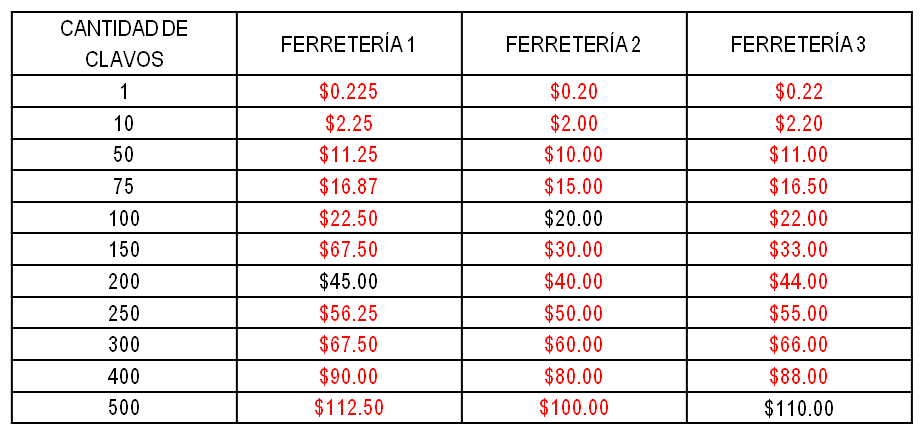 CANTIDAD DE
CLAVOS
FERRETERÍA 1
FERRETERÍA 2
FERRETERÍA 3
1 $0.225 $0.20 $0.22
10 $2.25 $2.00 $2.20
50 $11.25 $10.00 $11.00
75 $16.87 $15.00 $16.50
100 $22.50 $20.00 $22.00
150 $67.50 $30.00 $33.00
200 $45.00 $40.00 $44.00
250 $56.25 $50.00 $55.00
300 $67.50 $60.00 $66.00
400 $90.00 $80.00 $88.00
500 $112.50 $100.00 $110.00